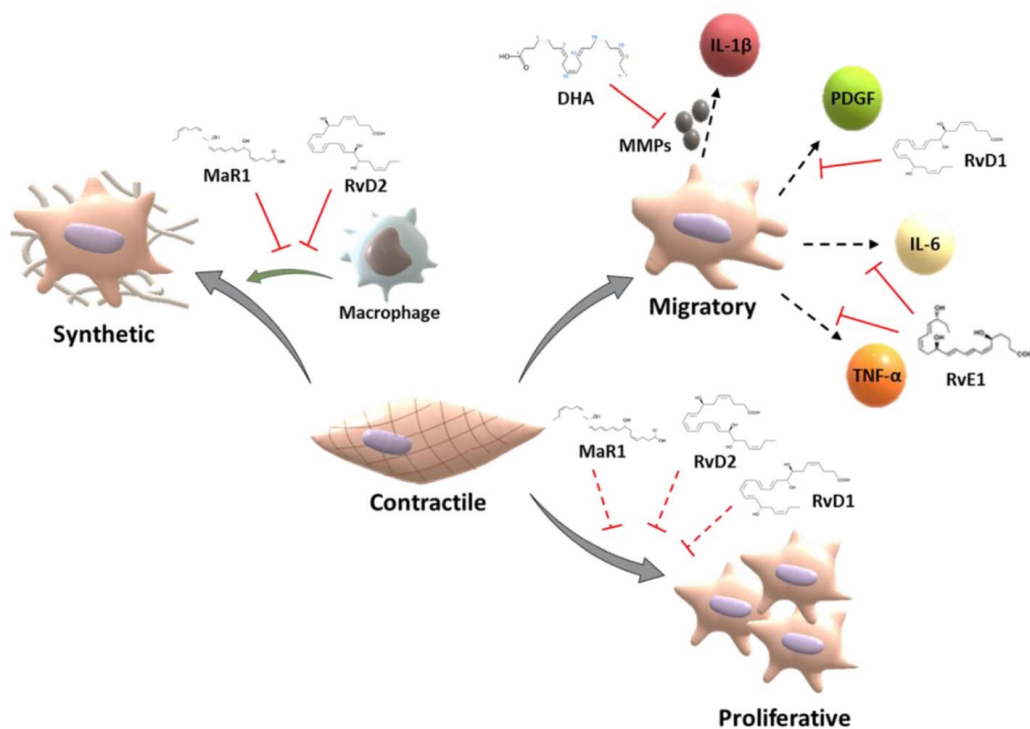 IL-1β
DHA
MMPs
PDGF
RvD1
MaR1
RvD2
IL-6
Macrophage
Synthetic
Migratory
TNF-α
RvE1
MaR1
RvD2
RvD1
Contractile
Proliferative